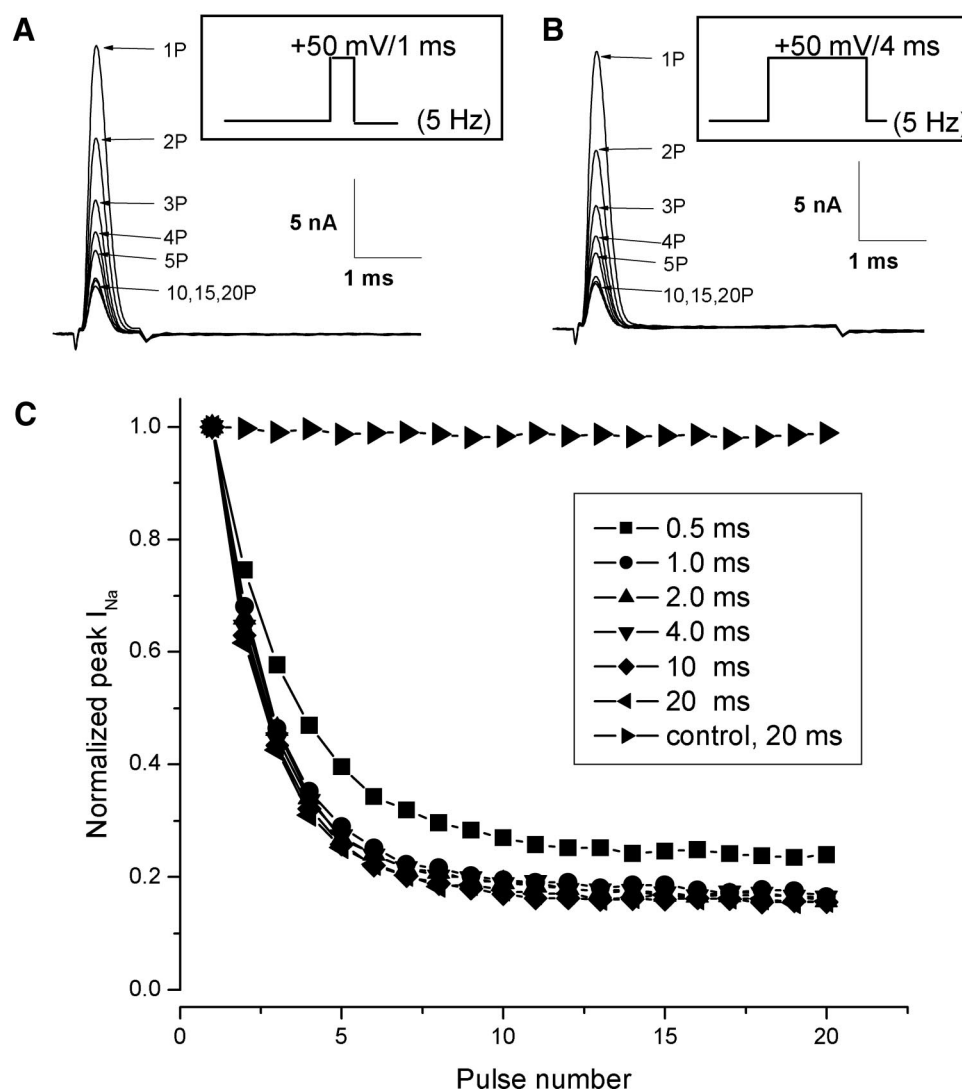 A
+50 mV/1 ms
(5 Hz)
1P
2P
3P
4P
5P
10,15,20P
5 nA
1 ms
B
+50 mV/4 ms
(5 Hz)
1P
2P
3P
4P
5P
10,15,20P
5 nA
1 ms
C
Normalized peak I_Na
1.0
0.8
0.6
0.4
0.2
0.0
0.5 ms
1.0 ms
2.0 ms
4.0 ms
10 ms
20 ms
control, 20 ms
0
5
10
15
20
Pulse number